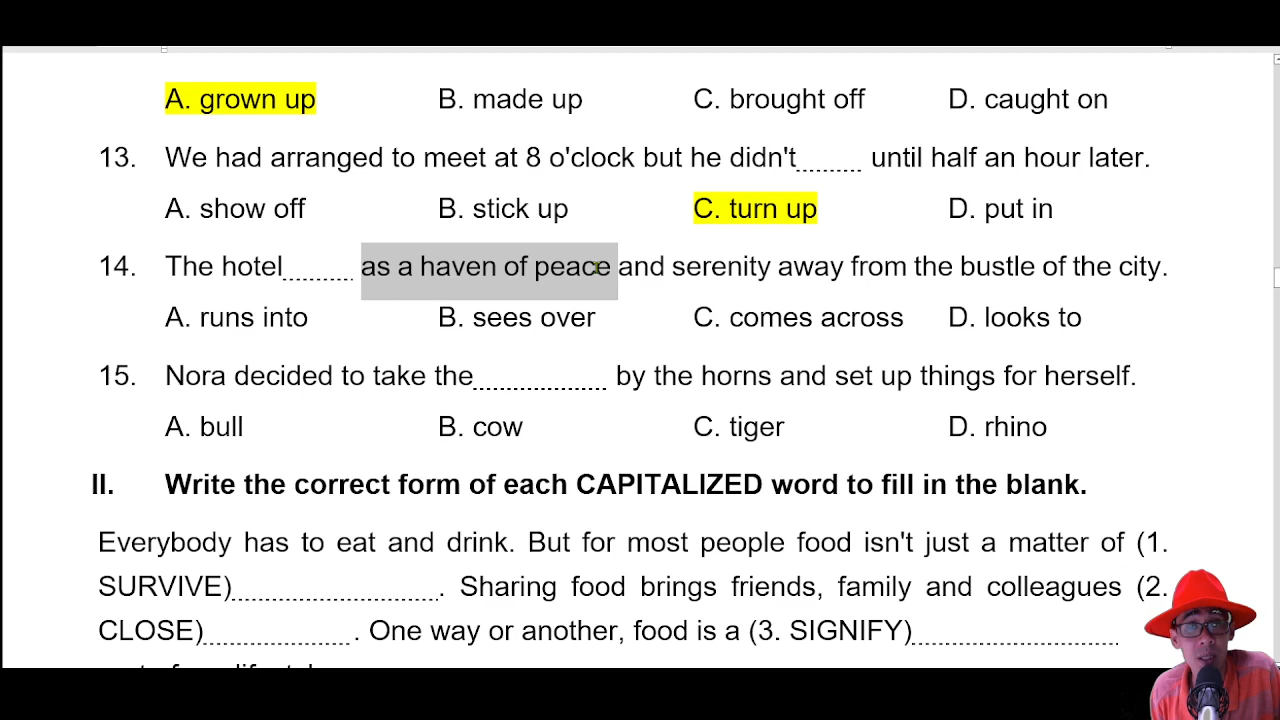 A. grown up B. made up C. brought off D. caught on
13. We had arranged to meet at 8 o'clock but he didn't....... until half an hour later.
A. show off B. stick up C. turn up D. put in
14. The hotel........ as a haven of peace and serenity away from the bustle of the city.
A. runs into B. sees over C. comes across D. looks to
15. Nora decided to take the............... by the horns and set up things for herself.
A. bull B. cow C. tiger D. rhino
II. Write the correct form of each CAPITALIZED word to fill in the blank.
Everybody has to eat and drink. But for most people food isn't just a matter of (1.
SURVIVE)........................ Sharing food brings friends, family and colleagues (2.
CLOSE)................. One way or another, food is a (3. SIGNIFY)........................